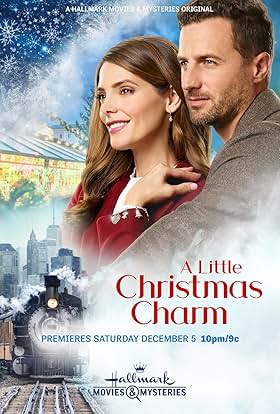 A HALLMARK MOVIES & MYSTERIES ORIGINAL
A Little
Christmas
Charm
PREMIERES SATURDAY DECEMBER 5 10pm/9c
Hallmark
MOVIES & MYSTERIES